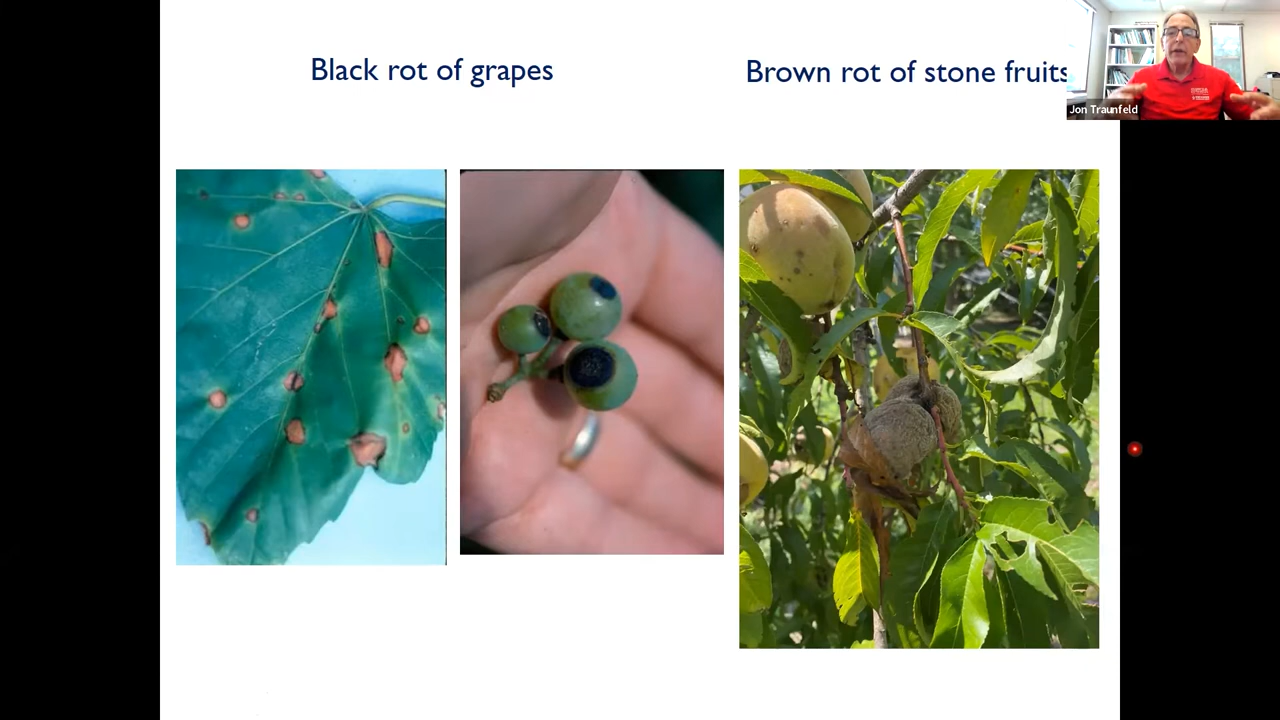 Black rot of grapes
Brown rot of stone fruits
Jon Traunfeld